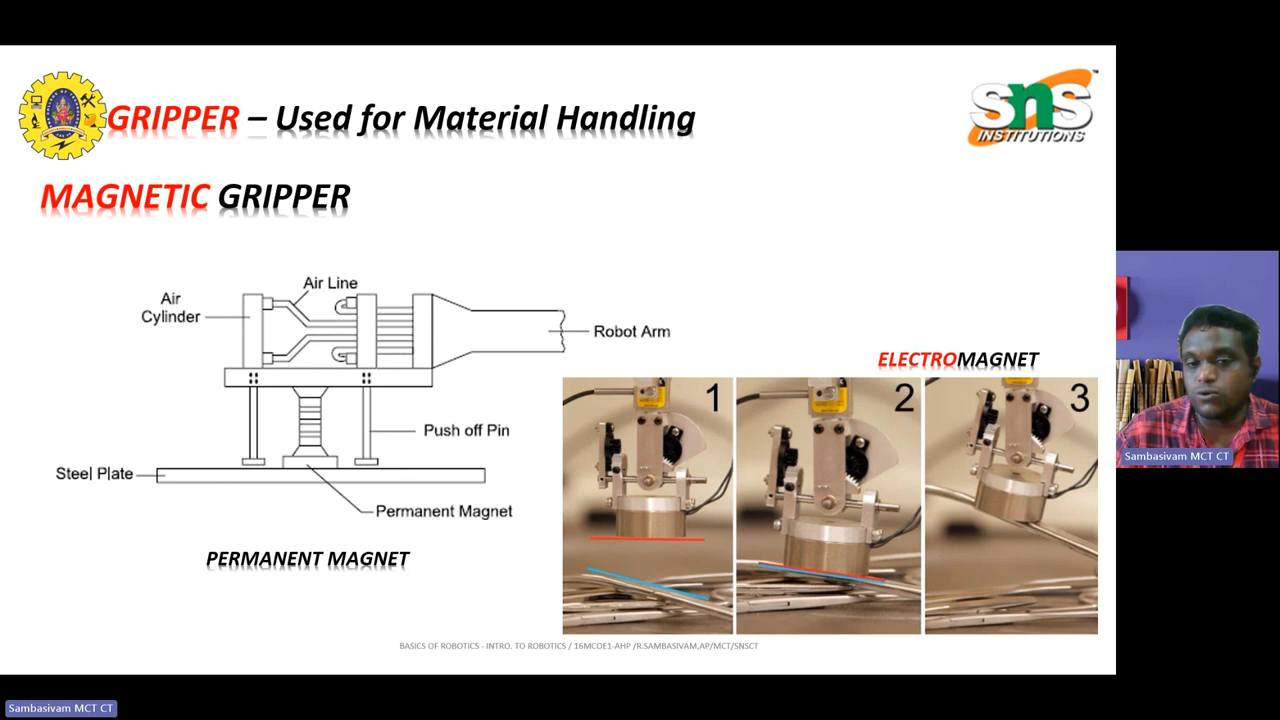 GRIPPER – Used for Material Handling
SNS
INSTITUTIONS
MAGNETIC GRIPPER
Air Line
Air
Cylinder
Robot Arm
Push off Pin
Steel Plate
Permanent Magnet
PERMANENT MAGNET
ELECTROMAGNET
1
2
3
BASICS OF ROBOTICS - INTRO. TO ROBOTICS / 16MCOE1-AHP /R.SAMBASIVAM,AP/MCT/SNSCT
Sambasivam MCT CT
Sambasivam MCT CT